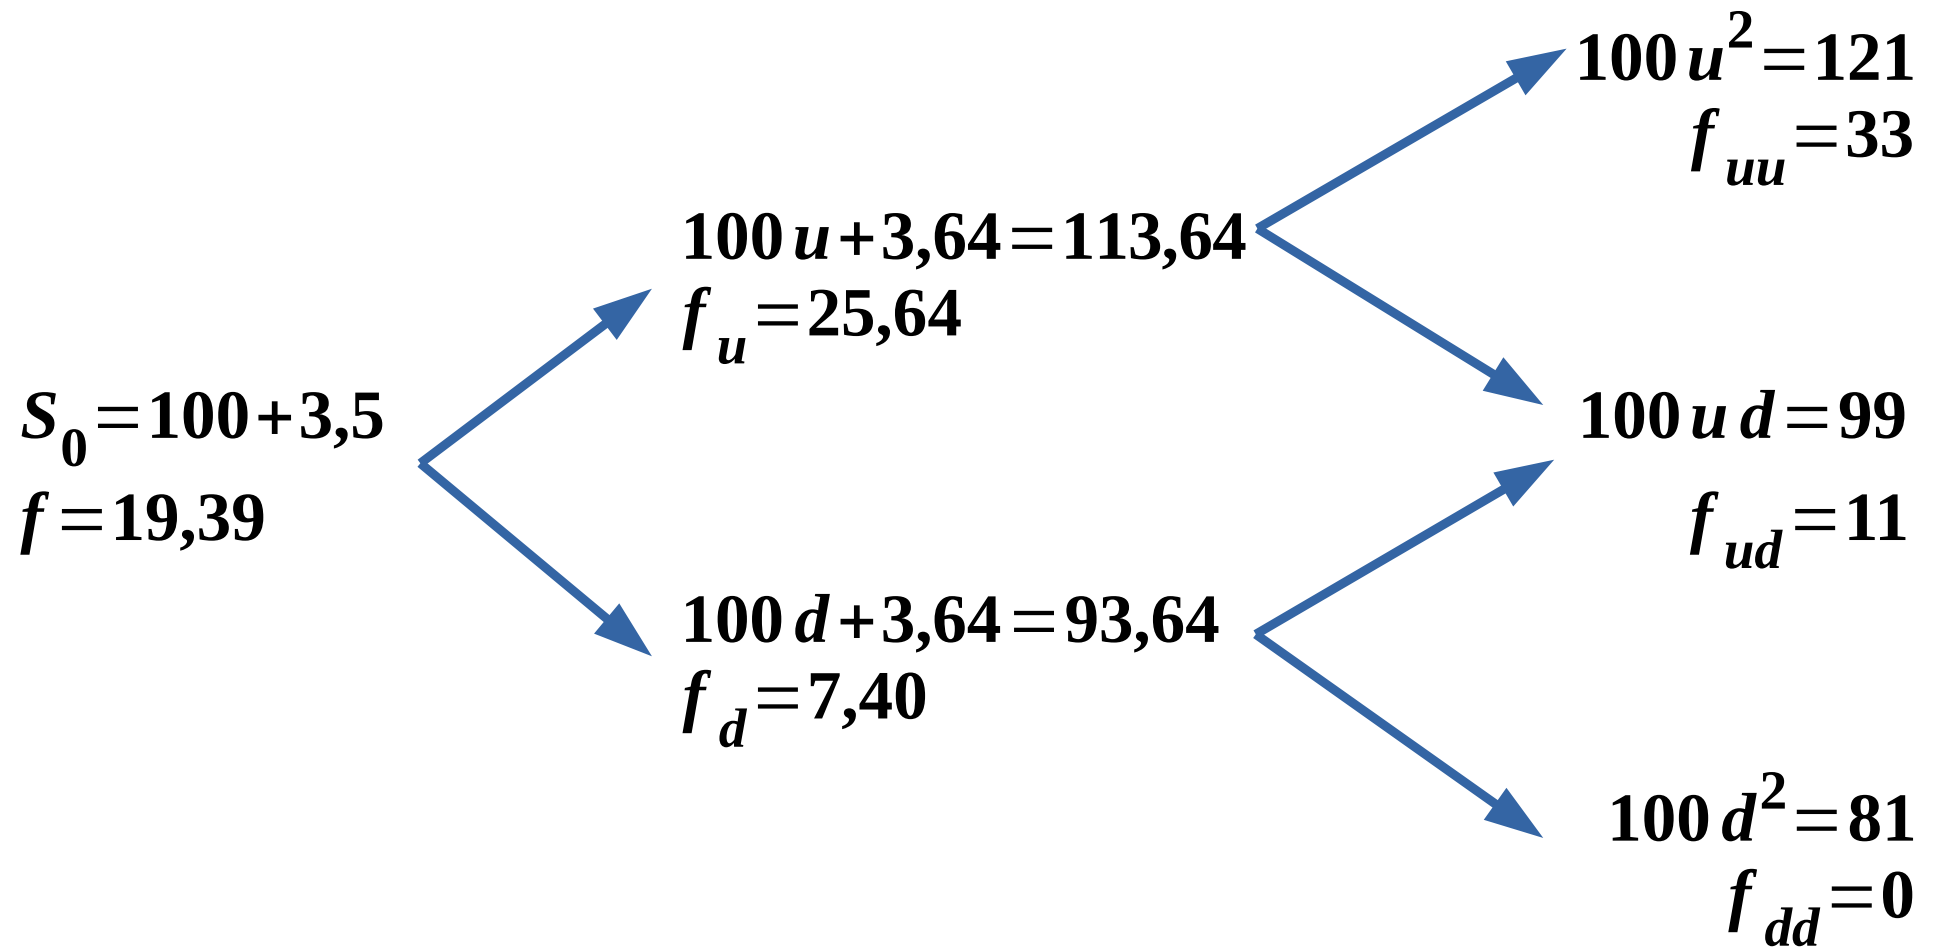 S₀=100+3,5
f=19,39
100u+3,64=113,64
f_u=25,64
100d+3,64=93,64
f_d=7,40
100u²=121
f_uu=33
100ud=99
f_ud=11
100d²=81
f_dd=0